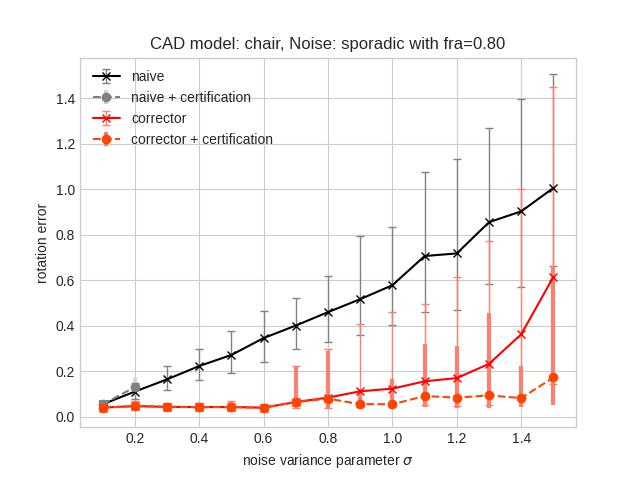 CAD model: chair, Noise: sporadic with fra=0.80
naive
naive + certification
corrector
corrector + certification
rotation error
1.4
1.2
1.0
0.8
0.6
0.4
0.2
0.0
0.2 0.4 0.6 0.8 1.0 1.2 1.4
noise variance parameter σ